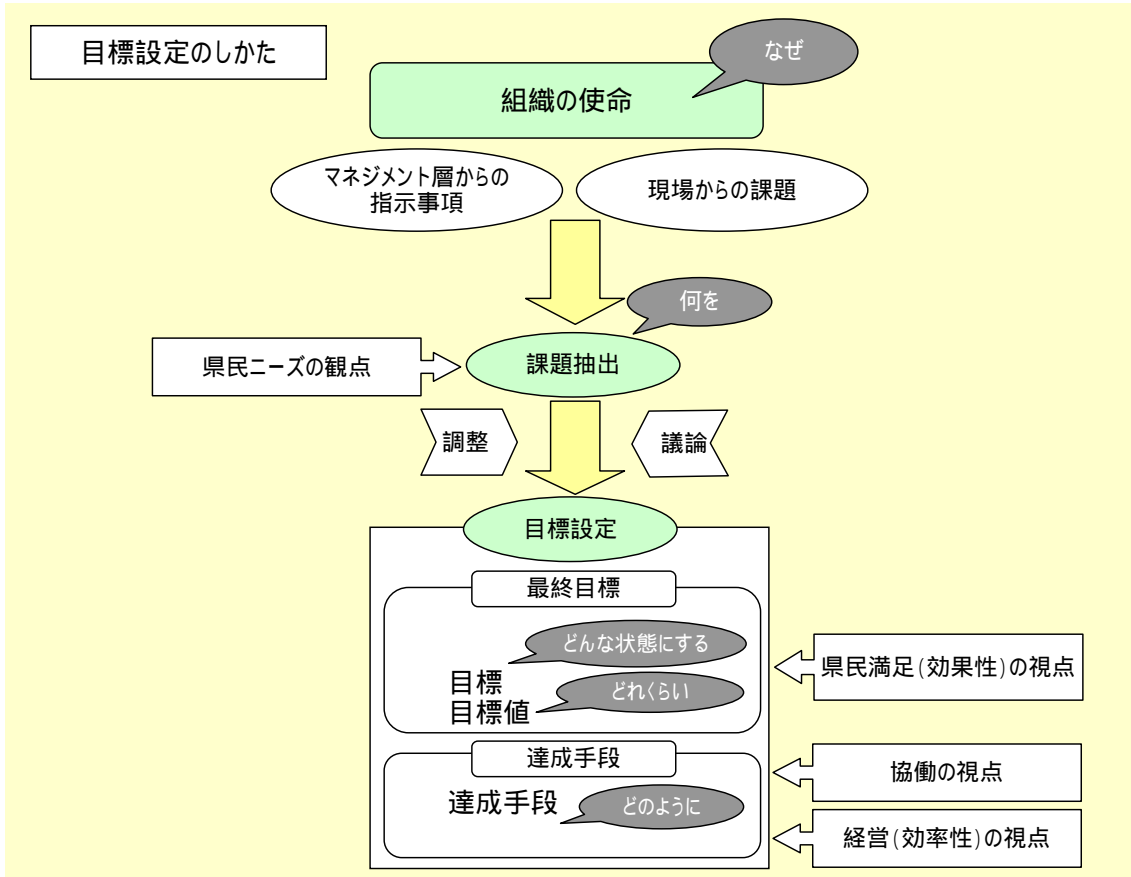 目標設定のしかた
なぜ
組織の使命
マネジメント層からの
指示事項
現場からの課題
何を
県民ニーズの観点
課題抽出
調整
議論
目標設定
最終目標
どんな状態にする
目標
どれくらい
目標値
県民満足(効果性)の視点
達成手段
協働の視点
達成手段
どのように
経営(効率性)の視点